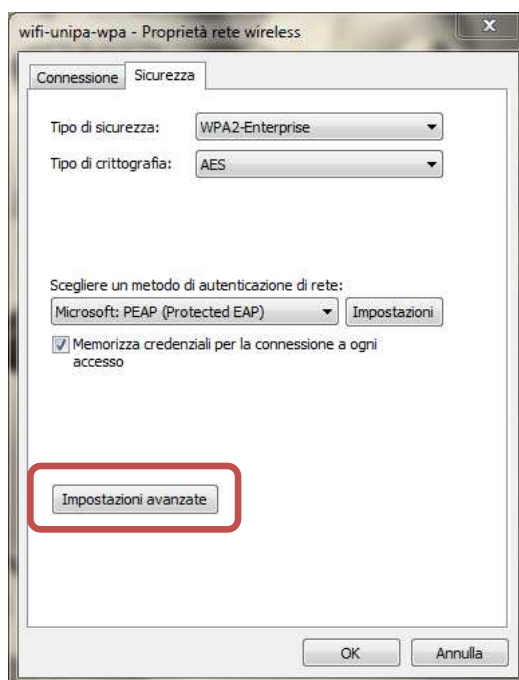 wifi-unipa-wpa - Proprietà rete wireless
x
Connessione
Sicurezza
Tipo di sicurezza:
WPA2-Enterprise
Tipo di crittografia:
AES
Scegliere un metodo di autenticazione di rete:
Microsoft: PEAP (Protected EAP)
Impostazioni
Memorizza credenziali per la connessione a ogni
accesso
Impostazioni avanzate
OK
Annulla